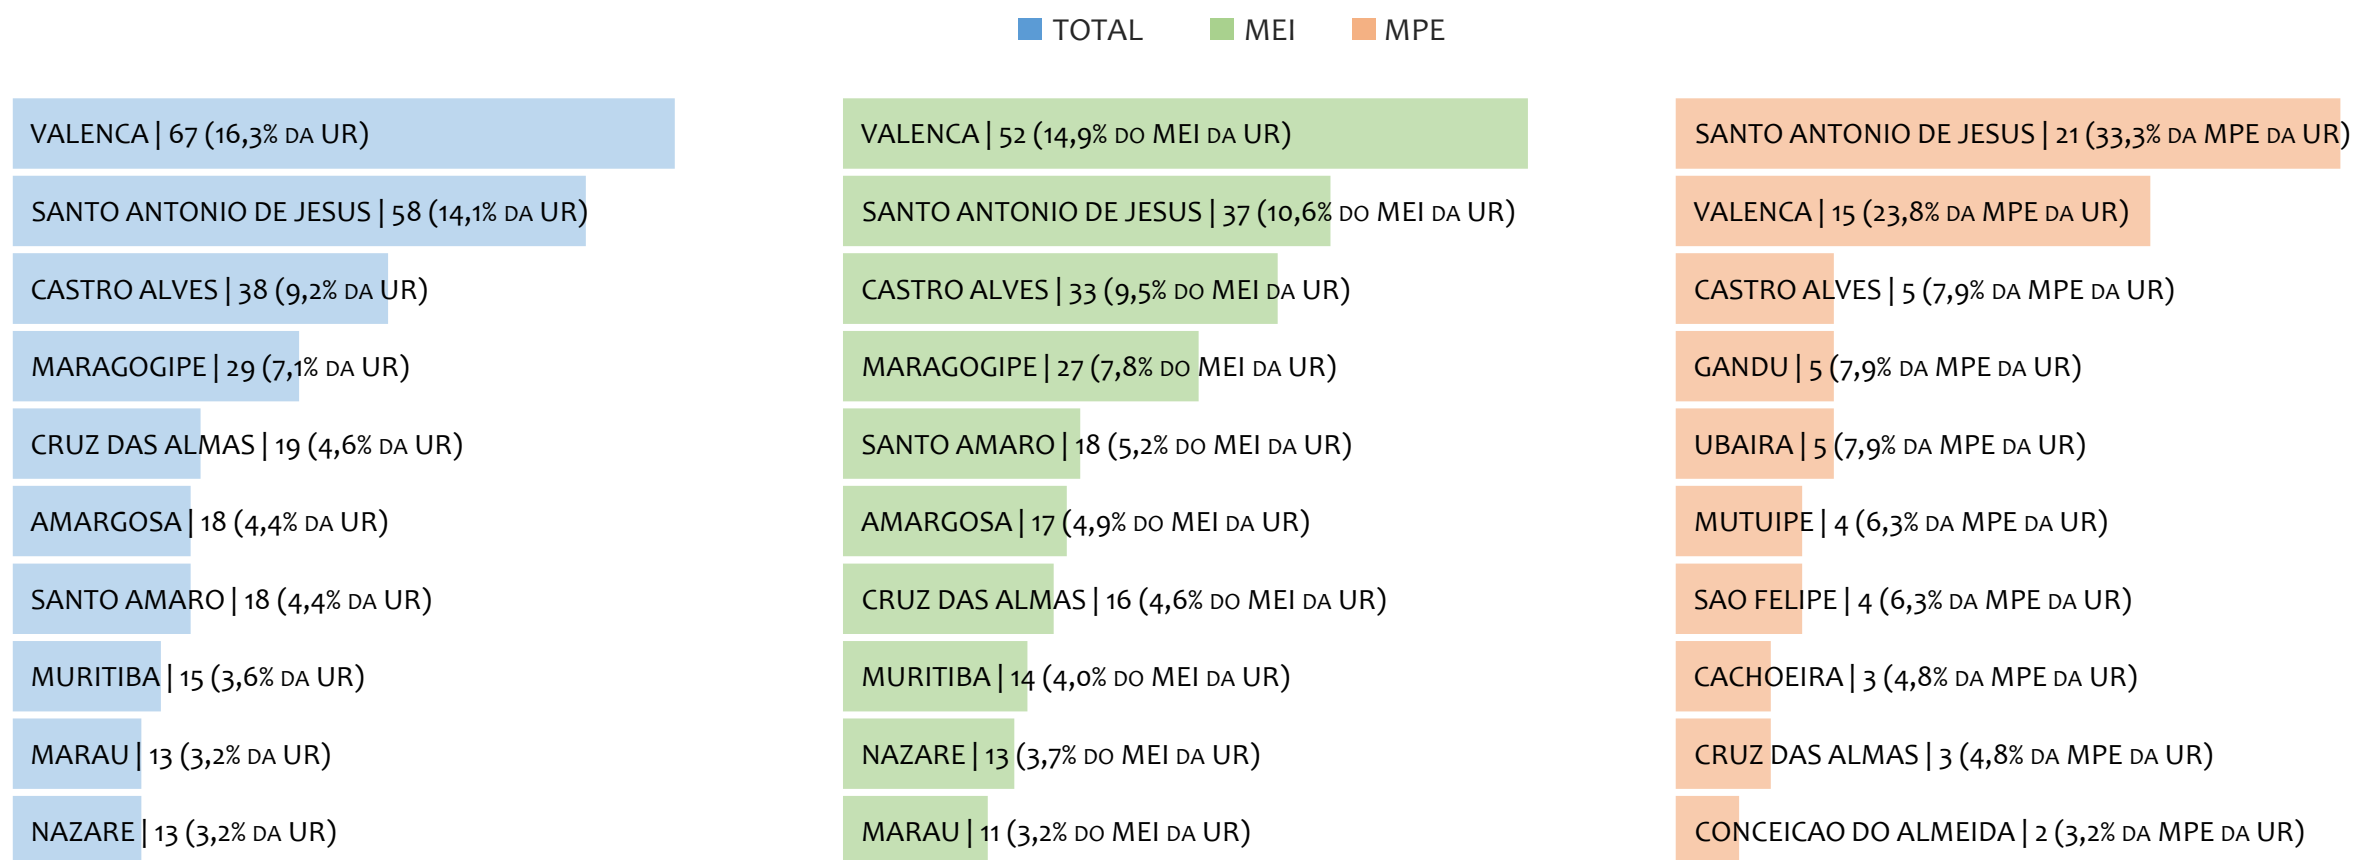 TOTAL MEI MPE
VALENCA | 67 (16,3% DA UR)
SANTO ANTONIO DE JESUS | 58 (14,1% DA UR)
CASTRO ALVES | 38 (9,2% DA UR)
MARAGOGIPE | 29 (7,1% DA UR)
CRUZ DAS ALMAS | 19 (4,6% DA UR)
AMARGOSA | 18 (4,4% DA UR)
SANTO AMARO | 18 (4,4% DA UR)
MURITIBA | 15 (3,6% DA UR)
MARAU | 13 (3,2% DA UR)
NAZARE | 13 (3,2% DA UR)
VALENCA | 52 (14,9% DO MEI DA UR)
SANTO ANTONIO DE JESUS | 37 (10,6% DO MEI DA UR)
CASTRO ALVES | 33 (9,5% DO MEI DA UR)
MARAGOGIPE | 27 (7,8% DO MEI DA UR)
SANTO AMARO | 18 (5,2% DO MEI DA UR)
AMARGOSA | 17 (4,9% DO MEI DA UR)
CRUZ DAS ALMAS | 16 (4,6% DO MEI DA UR)
MURITIBA | 14 (4,0% DO MEI DA UR)
NAZARE | 13 (3,7% DO MEI DA UR)
MARAU | 11 (3,2% DO MEI DA UR)
SANTO ANTONIO DE JESUS | 21 (33,3% DA MPE DA UR)
VALENCA | 15 (23,8% DA MPE DA UR)
CASTRO ALVES | 5 (7,9% DA MPE DA UR)
GANDU | 5 (7,9% DA MPE DA UR)
UBAIRA | 5 (7,9% DA MPE DA UR)
MUTUIPE | 4 (6,3% DA MPE DA UR)
SAO FELIPE | 4 (6,3% DA MPE DA UR)
CACHOEIRA | 3 (4,8% DA MPE DA UR)
CRUZ DAS ALMAS | 3 (4,8% DA MPE DA UR)
CONCEICAO DO ALMEIDA | 2 (3,2% DA MPE DA UR)